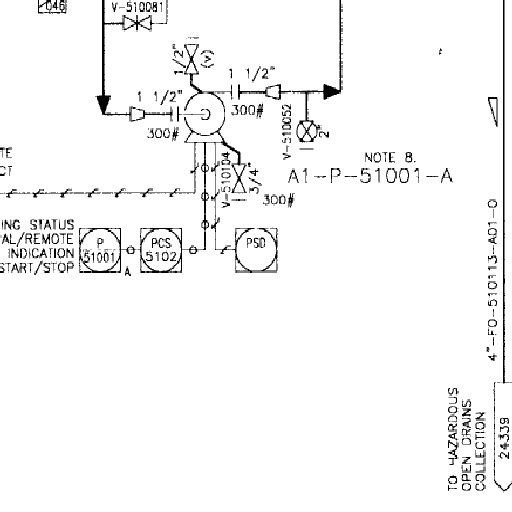 046
V-510081
1/2"
(V)
1 1/2"
1 1/2"
300#
300#
V-510052
2"
NOTE 8.
A1-P-51001-A
V-510104
3/4"
300#
TE
CT
ING STATUS
AL/REMOTE
INDICATION
START/STOP
P
51001
A
PCS
5102
PSD
4"-FO-510113-AD1-0
TO HAZARDOUS
OPEN DRAINS
COLLECTION
24339